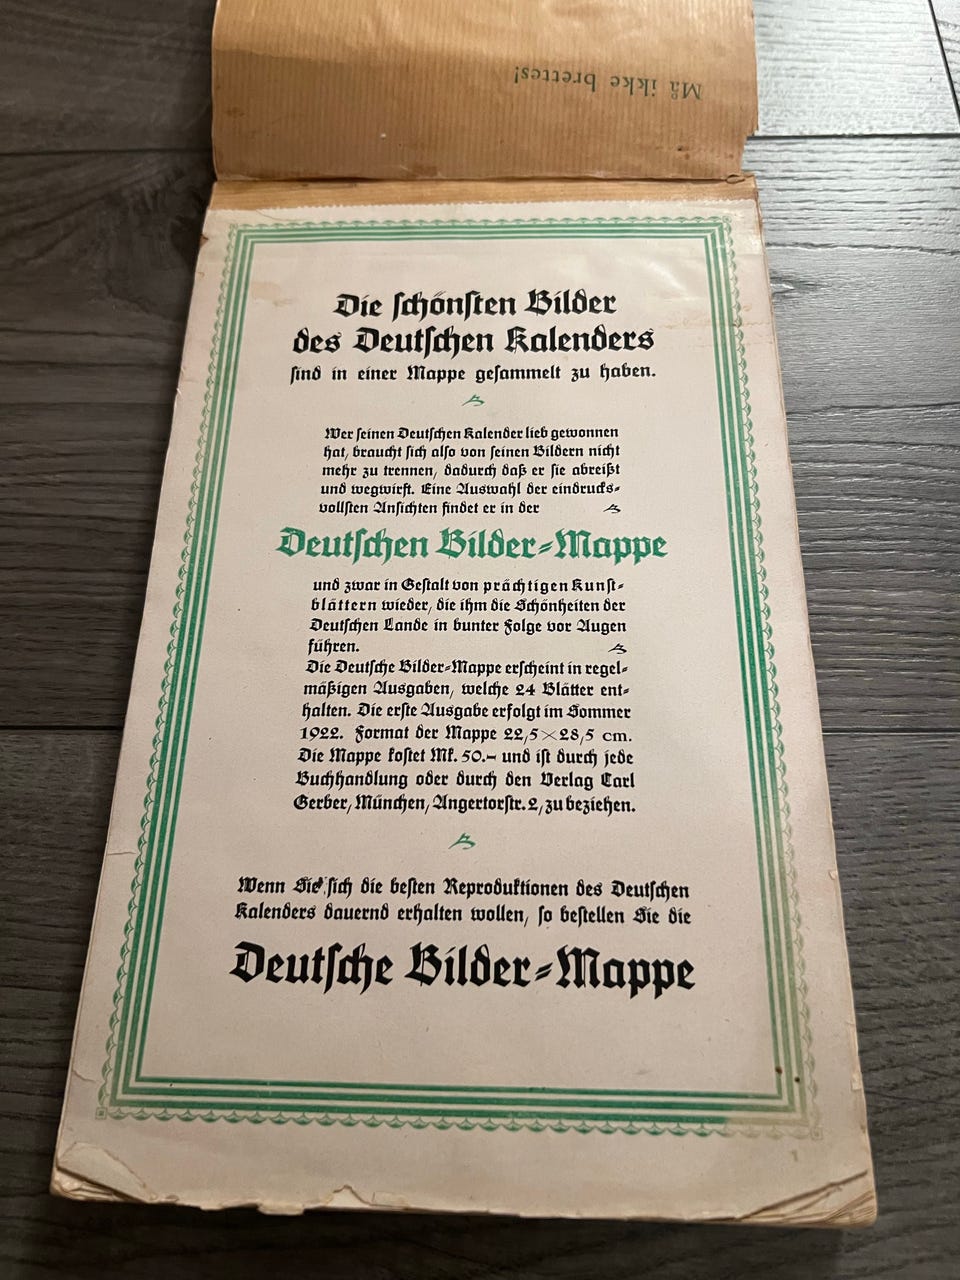 Må ikke brettes!
Die schönsten Bilder
des Deutschen Kalenders
sind in einer Mappe gesammelt zu haben.
Wer seinen Deutschen Kalender lieb gewonnen
hat, braucht sich also von seinen Bildern nicht
mehr zu trennen, dadurch daß er sie abreißt
und wegwirft. Eine Auswahl der eindrucks-
vollsten Ansichten findet er in der
Deutschen Bilder-Mappe
und zwar in Gestalt von prächtigen Kunst-
blättern wieder, die ihm die Schönheiten der
Deutschen Lande in bunter Folge vor Augen
führen.
Die Deutsche Bilder-Mappe erscheint in regel-
mäßigen Ausgaben, welche 24 Blätter ent-
halten. Die erste Ausgabe erfolgt im Sommer
1922. Format der Mappe 22,5×28,5 cm.
Die Mappe kostet Mk. 50.– und ist durch jede
Buchhandlung oder durch den Verlag Carl
Gerber, München, Angertorstr. 2, zu beziehen.
Wenn Sie sich die besten Reproduktionen des Deutschen
Kalenders dauernd erhalten wollen, so bestellen Sie die
Deutsche Bilder-Mappe